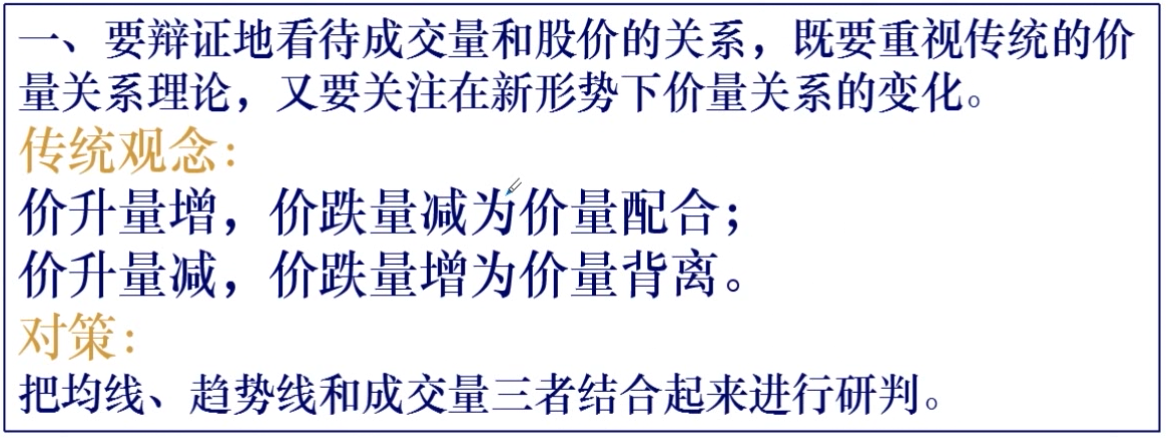 一、要辩证地看待成交量和股价的关系，既要重视传统的价
量关系理论，又要关注在新形势下价量关系的变化。
传统观念：
价升量增，价跌量减为价量配合；
价升量减，价跌量增为价量背离。
对策：
把均线、趋势线和成交量三者结合起来进行研判。